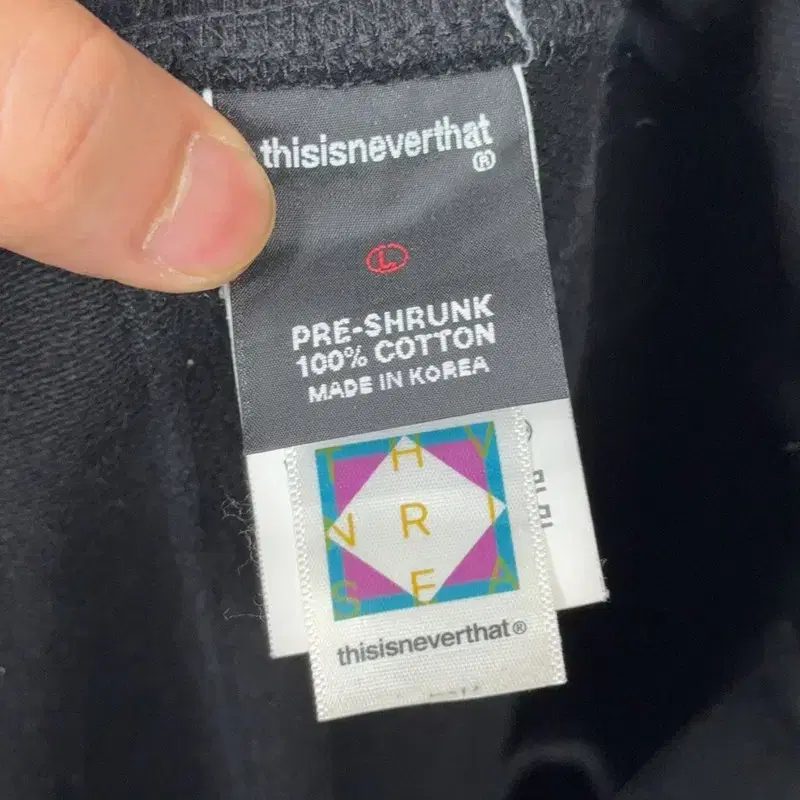 thisisneverthat
®
L
PRE-SHRUNK
100% COTTON
MADE IN KOREA
T H V
N R I
S E A
thisisneverthat®